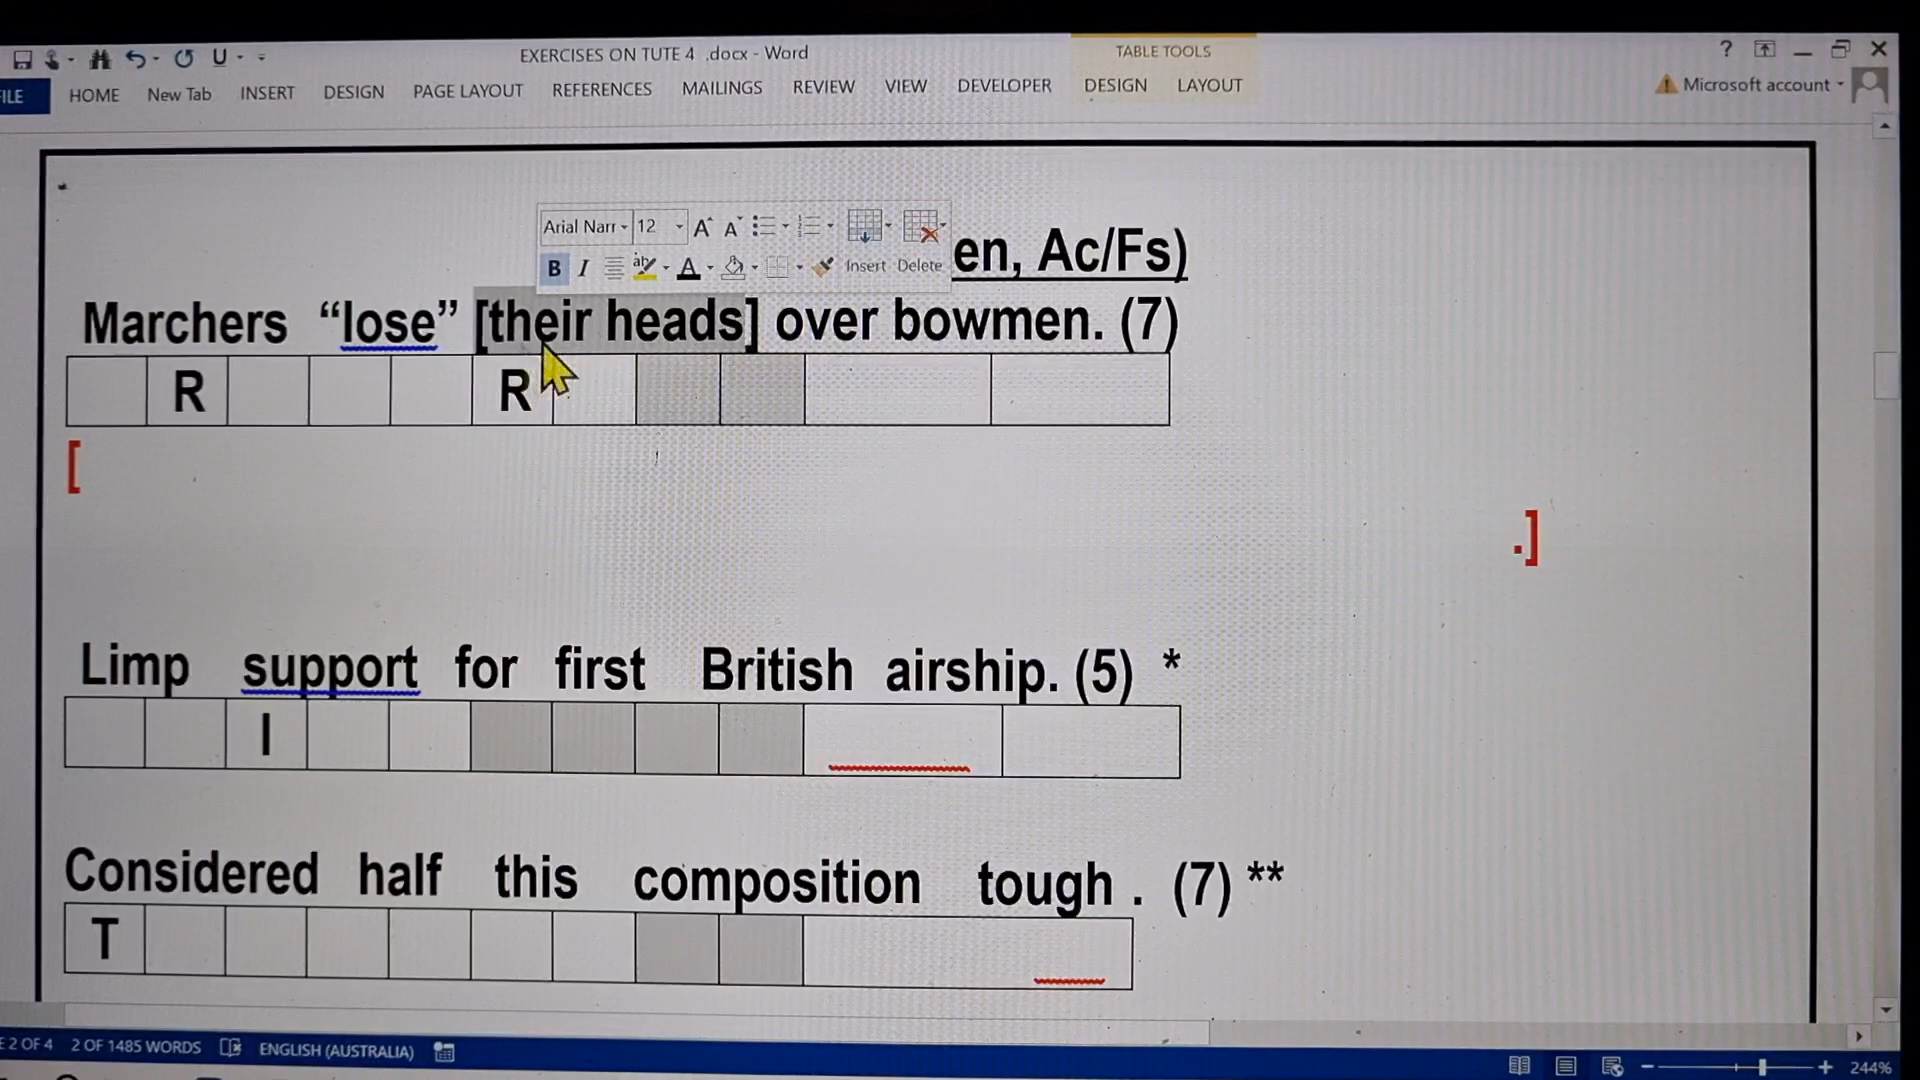 EXERCISES ON TUTE 4 .docx - Word
TABLE TOOLS
?
HOME New Tab INSERT DESIGN PAGE LAYOUT REFERENCES MAILINGS REVIEW VIEW DEVELOPER DESIGN LAYOUT Microsoft account
Arial Narr 12
B I Insert Delete
en, Ac/Fs)
Marchers “lose” [their heads] over bowmen. (7)
R R
[
.]
Limp support for first British airship. (5) *
I
Considered half this composition tough . (7) **
T
E 2 OF 4 2 OF 1485 WORDS ENGLISH (AUSTRALIA) 244%